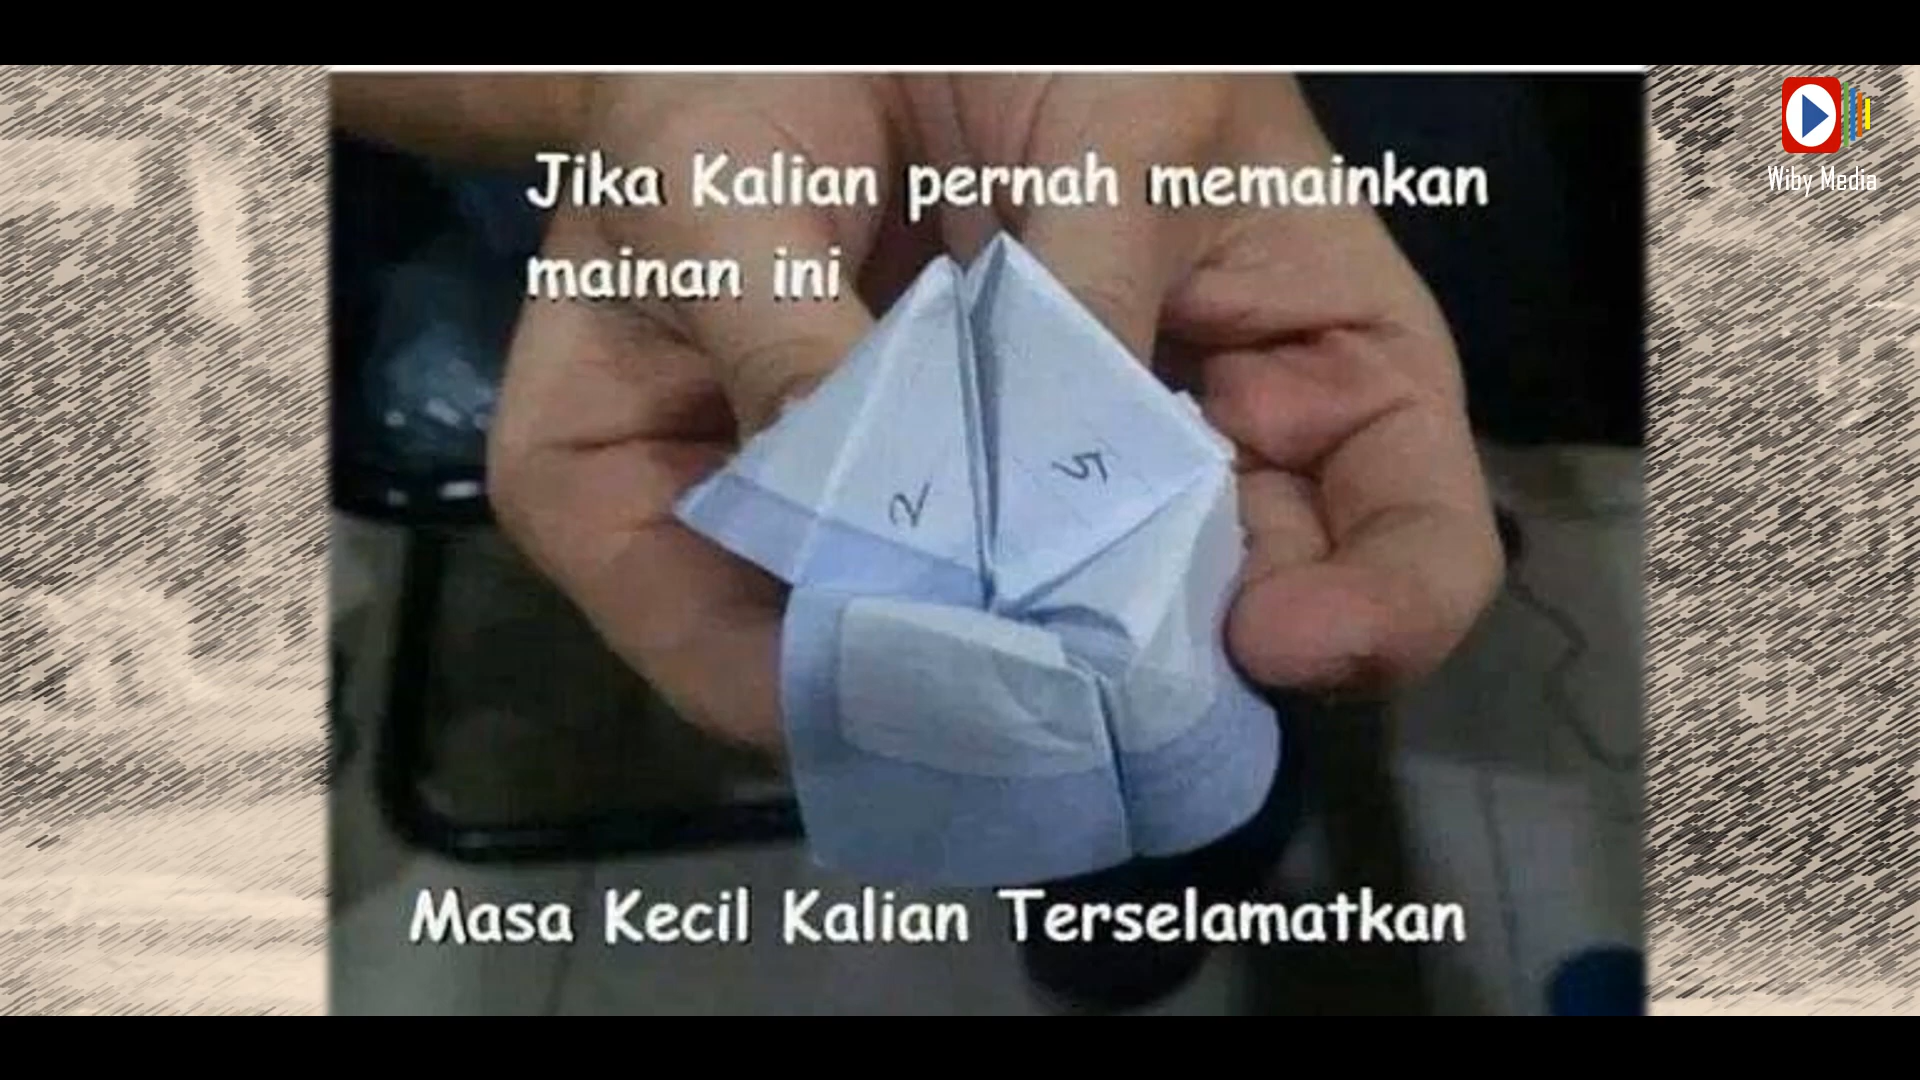 Wiby Media
Jika Kalian pernah memainkan
mainan ini
2
5
Masa Kecil Kalian Terselamatkan